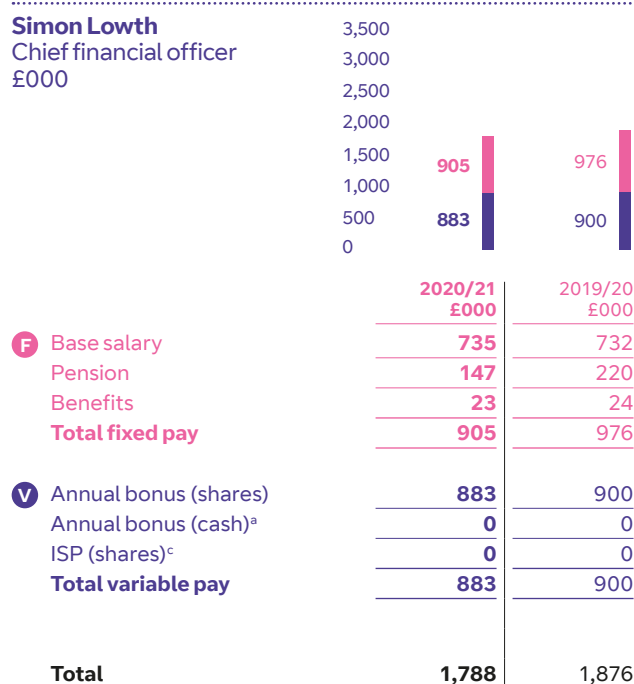 Simon Lowth
Chief financial officer
£000
3,500
3,000
2,500
2,000
1,500
1,000
500
0
905 976
883 900
2020/21 2019/20
£000 £000
F Base salary 735 732
Pension 147 220
Benefits 23 24
Total fixed pay 905 976
V Annual bonus (shares) 883 900
Annual bonus (cash)ᵃ 0 0
ISP (shares)ᶜ 0 0
Total variable pay 883 900
Total 1,788 1,876